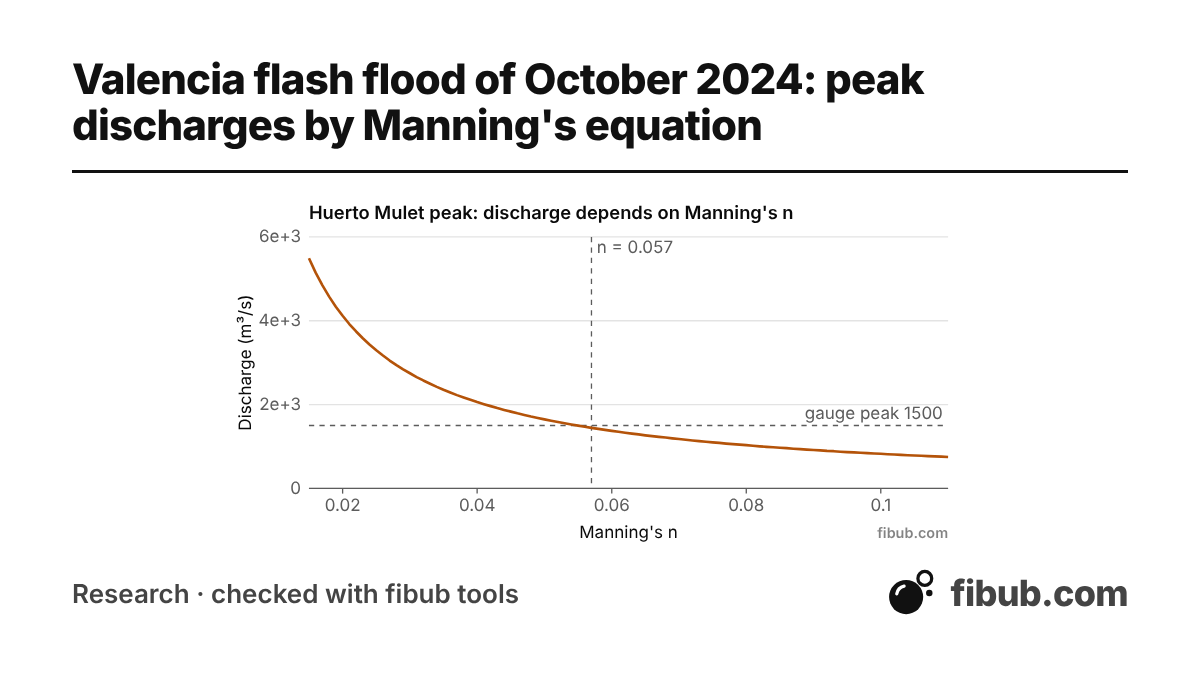 Valencia flash flood of October 2024: peak
discharges by Manning's equation
Huerto Mulet peak: discharge depends on Manning's n
6e+3
n = 0.057
4e+3
Discharge (m³/s)
2e+3
gauge peak 1500
0
0.02 0.04 0.06 0.08 0.1
Manning's n
fibub.com
Research · checked with fibub tools
fibub.com